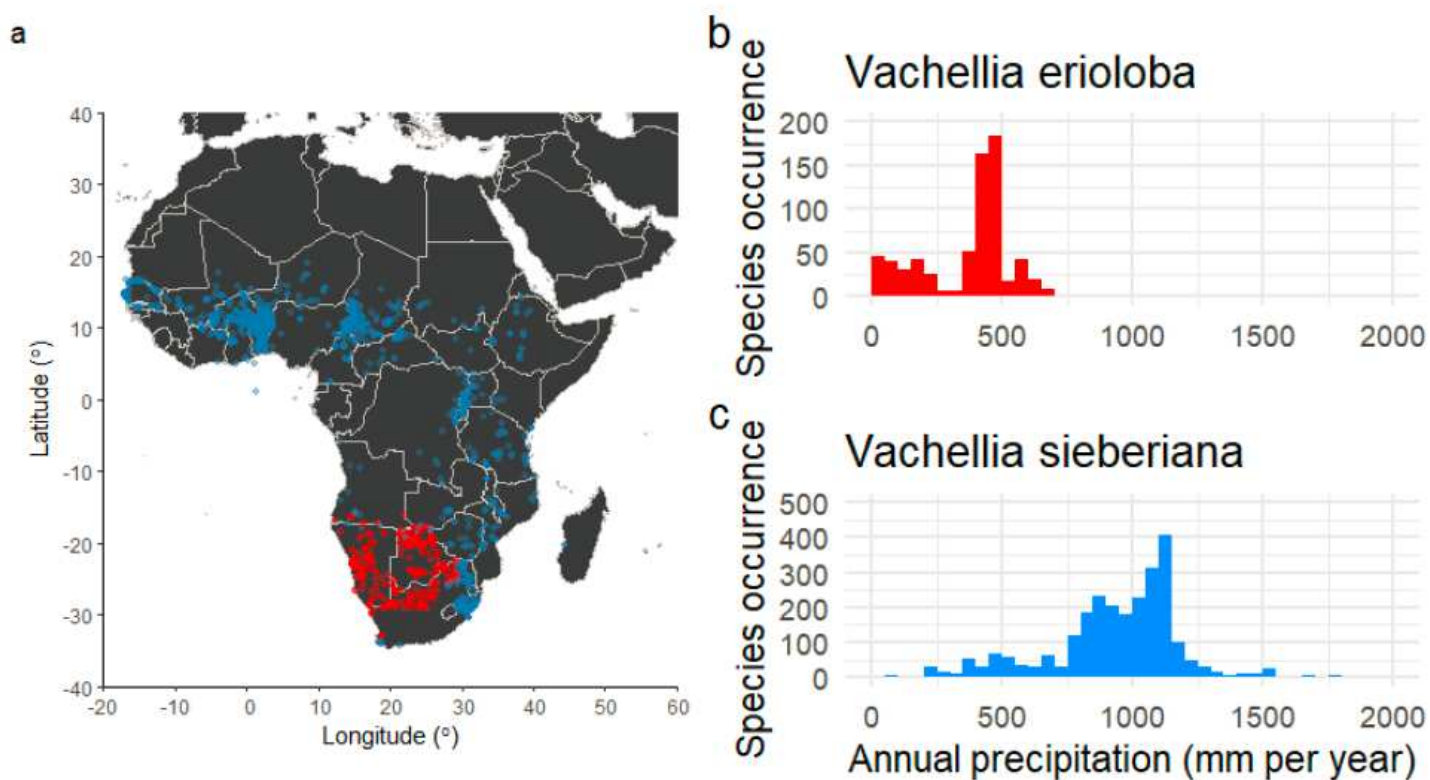 a
40
30
20
10
0
-10
-20
-30
-40
-20 -10 0 10 20 30 40 50 60
Latitude (°)
Longitude (°)
b
Vachellia erioloba
Species occurrence
200
150
100
50
0
0 500 1000 1500 2000
c
Vachellia sieberiana
Species occurrence
500
400
300
200
100
0
0 500 1000 1500 2000
Annual precipitation (mm per year)